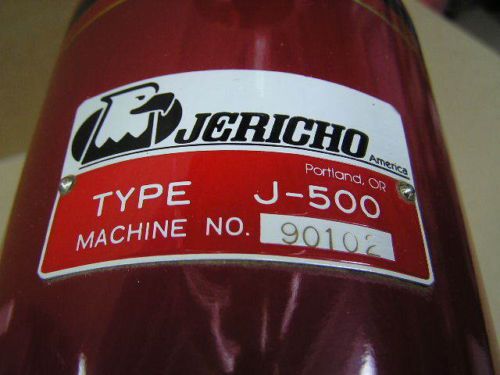 JERICHO
America
Portland, OR
TYPE J-500
MACHINE NO. 90102